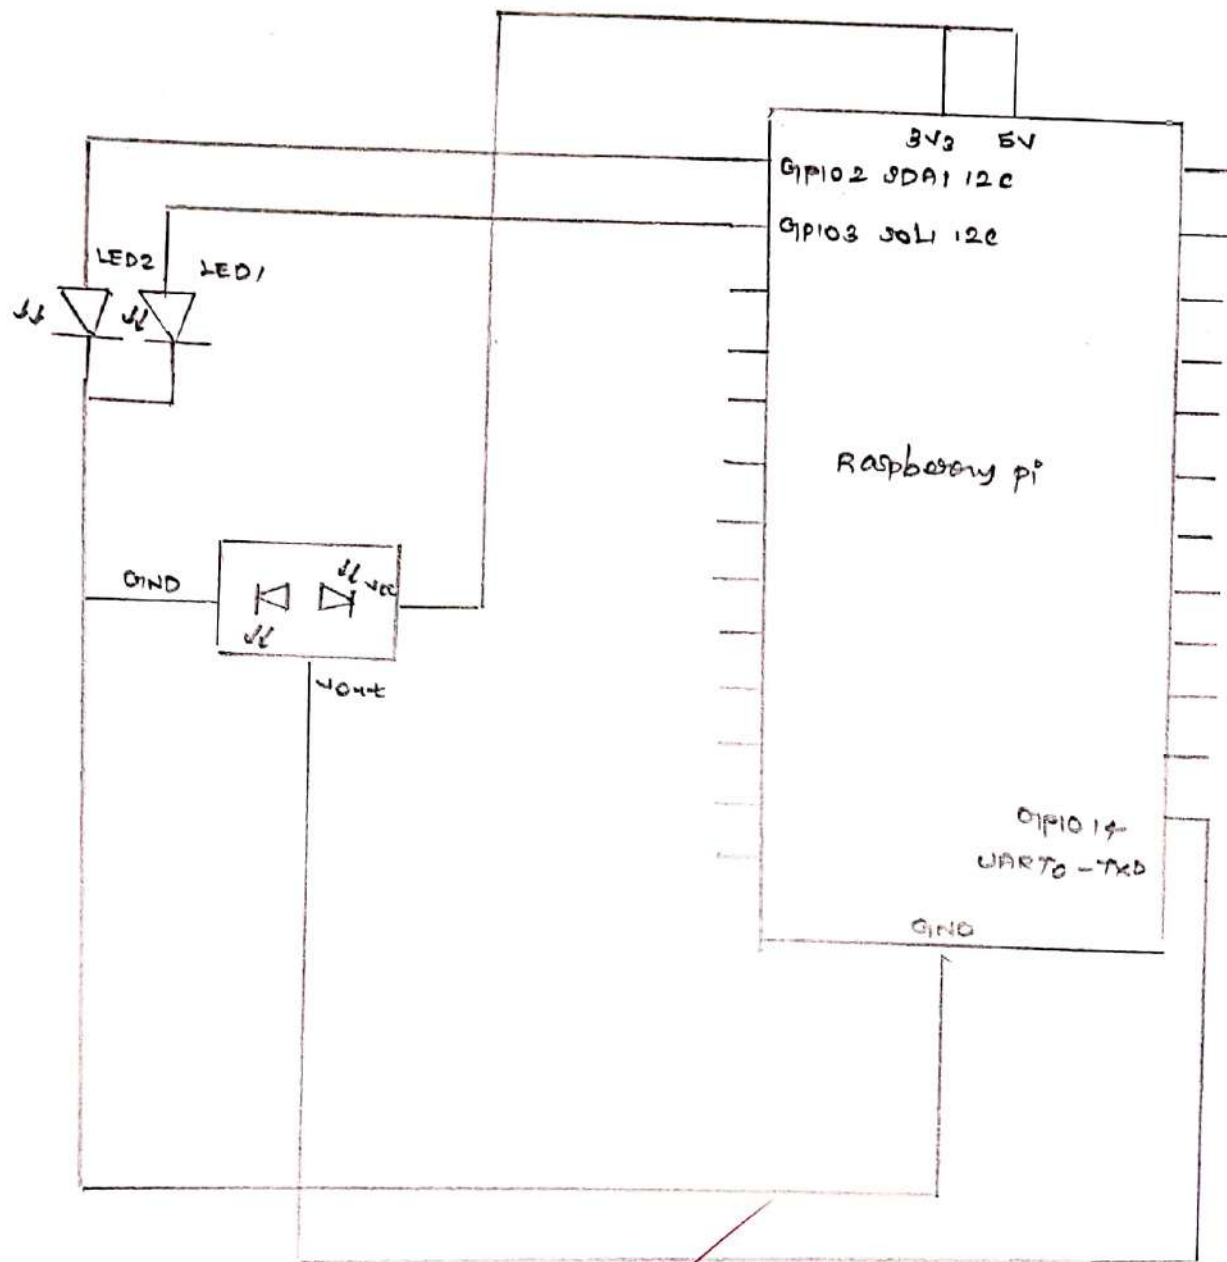 3V3 5V
GPIO2 SDA1 I2C
GPIO3 SCL1 I2C
LED2 LED1
Raspberry pi
GND
Vcc
Vout
GPIO 14
UART0 - TXD
GND